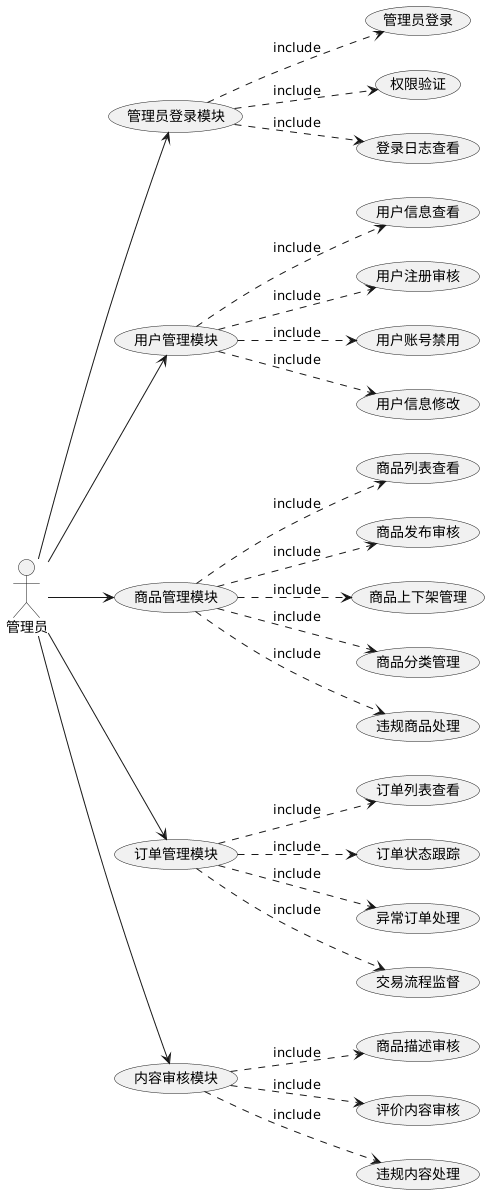 管理员登录
include
权限验证
include
管理员登录模块
include
登录日志查看
用户信息查看
include
用户注册审核
include
用户管理模块
include
用户账号禁用
include
用户信息修改
商品列表查看
include
商品发布审核
include
管理员
商品管理模块
include
商品上下架管理
include
商品分类管理
include
违规商品处理
订单列表查看
include
订单管理模块
include
订单状态跟踪
include
异常订单处理
include
交易流程监督
商品描述审核
include
内容审核模块
include
评价内容审核
include
违规内容处理